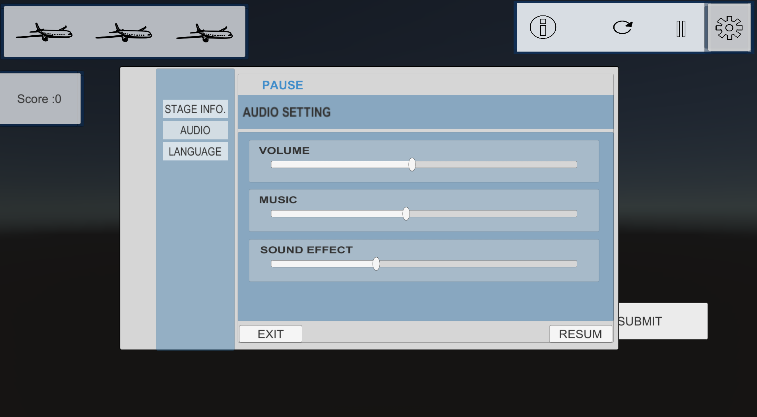 Score :0
PAUSE
STAGE INFO.
AUDIO
LANGUAGE
AUDIO SETTING
VOLUME
MUSIC
SOUND EFFECT
EXIT
RESUM
SUBMIT